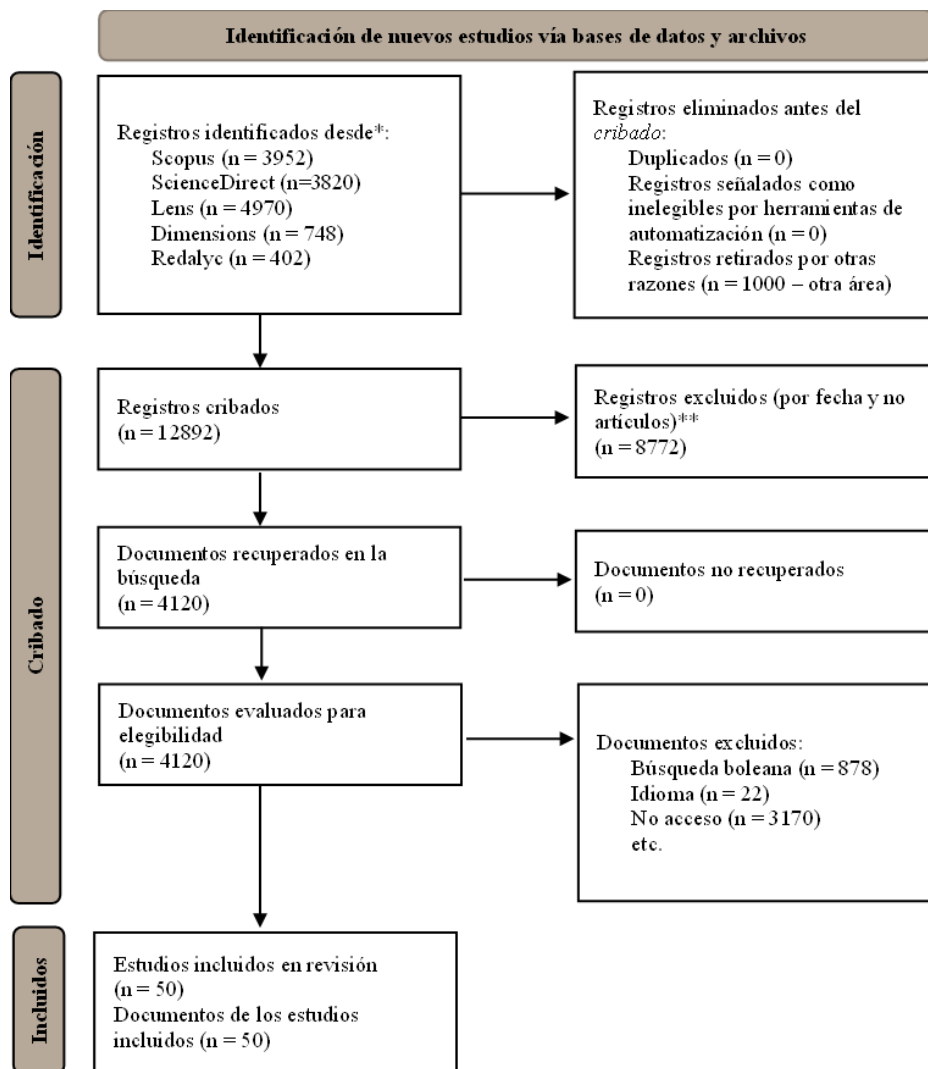 Identificación de nuevos estudios vía bases de datos y archivos
Identificación
Registros identificados desde*:
Scopus (n = 3952)
ScienceDirect (n=3820)
Lens (n = 4970)
Dimensions (n = 748)
Redalyc (n = 402)
Registros eliminados antes del
cribado:
Duplicados (n = 0)
Registros señalados como
inelegibles por herramientas de
automatización (n = 0)
Registros retirados por otras
razones (n = 1000 – otra área)
Cribado
Registros cribados
(n = 12892)
Registros excluidos (por fecha y no
artículos)**
(n = 8772)
Documentos recuperados en la
búsqueda
(n = 4120)
Documentos no recuperados
(n = 0)
Documentos evaluados para
elegibilidad
(n = 4120)
Documentos excluidos:
Búsqueda boleana (n = 878)
Idioma (n = 22)
No acceso (n = 3170)
etc.
Incluidos
Estudios incluidos en revisión
(n = 50)
Documentos de los estudios
incluidos (n = 50)